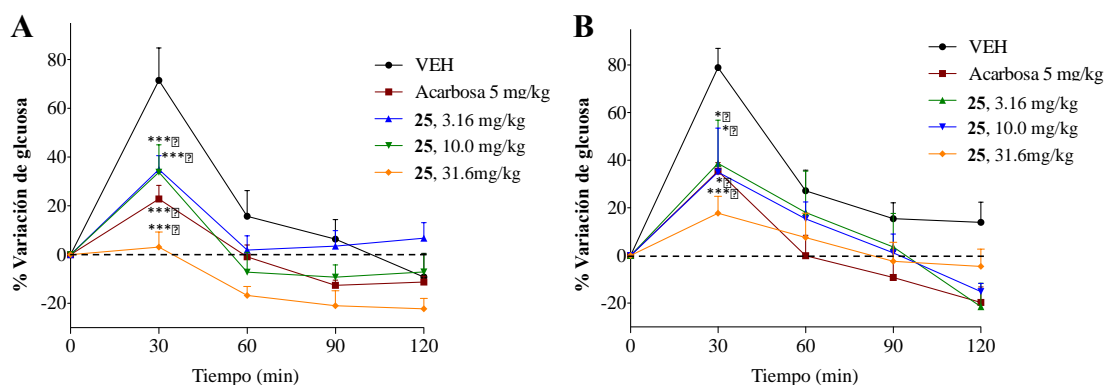 A
% Variación de glcuosa
80
60
40
20
0
-20
0 30 60 90 120
Tiempo (min)
VEH
Acarbosa 5 mg/kg
25, 3.16 mg/kg
25, 10.0 mg/kg
25, 31.6mg/kg
***⍰
***⍰
***⍰
***⍰
B
% Variación de glucosa
80
60
40
20
0
-20
0 30 60 90 120
Tiempo (min)
VEH
Acarbosa 5 mg/kg
25, 3.16 mg/kg
25, 10.0 mg/kg
25, 31.6mg/kg
*⍰
*⍰
*⍰
***⍰